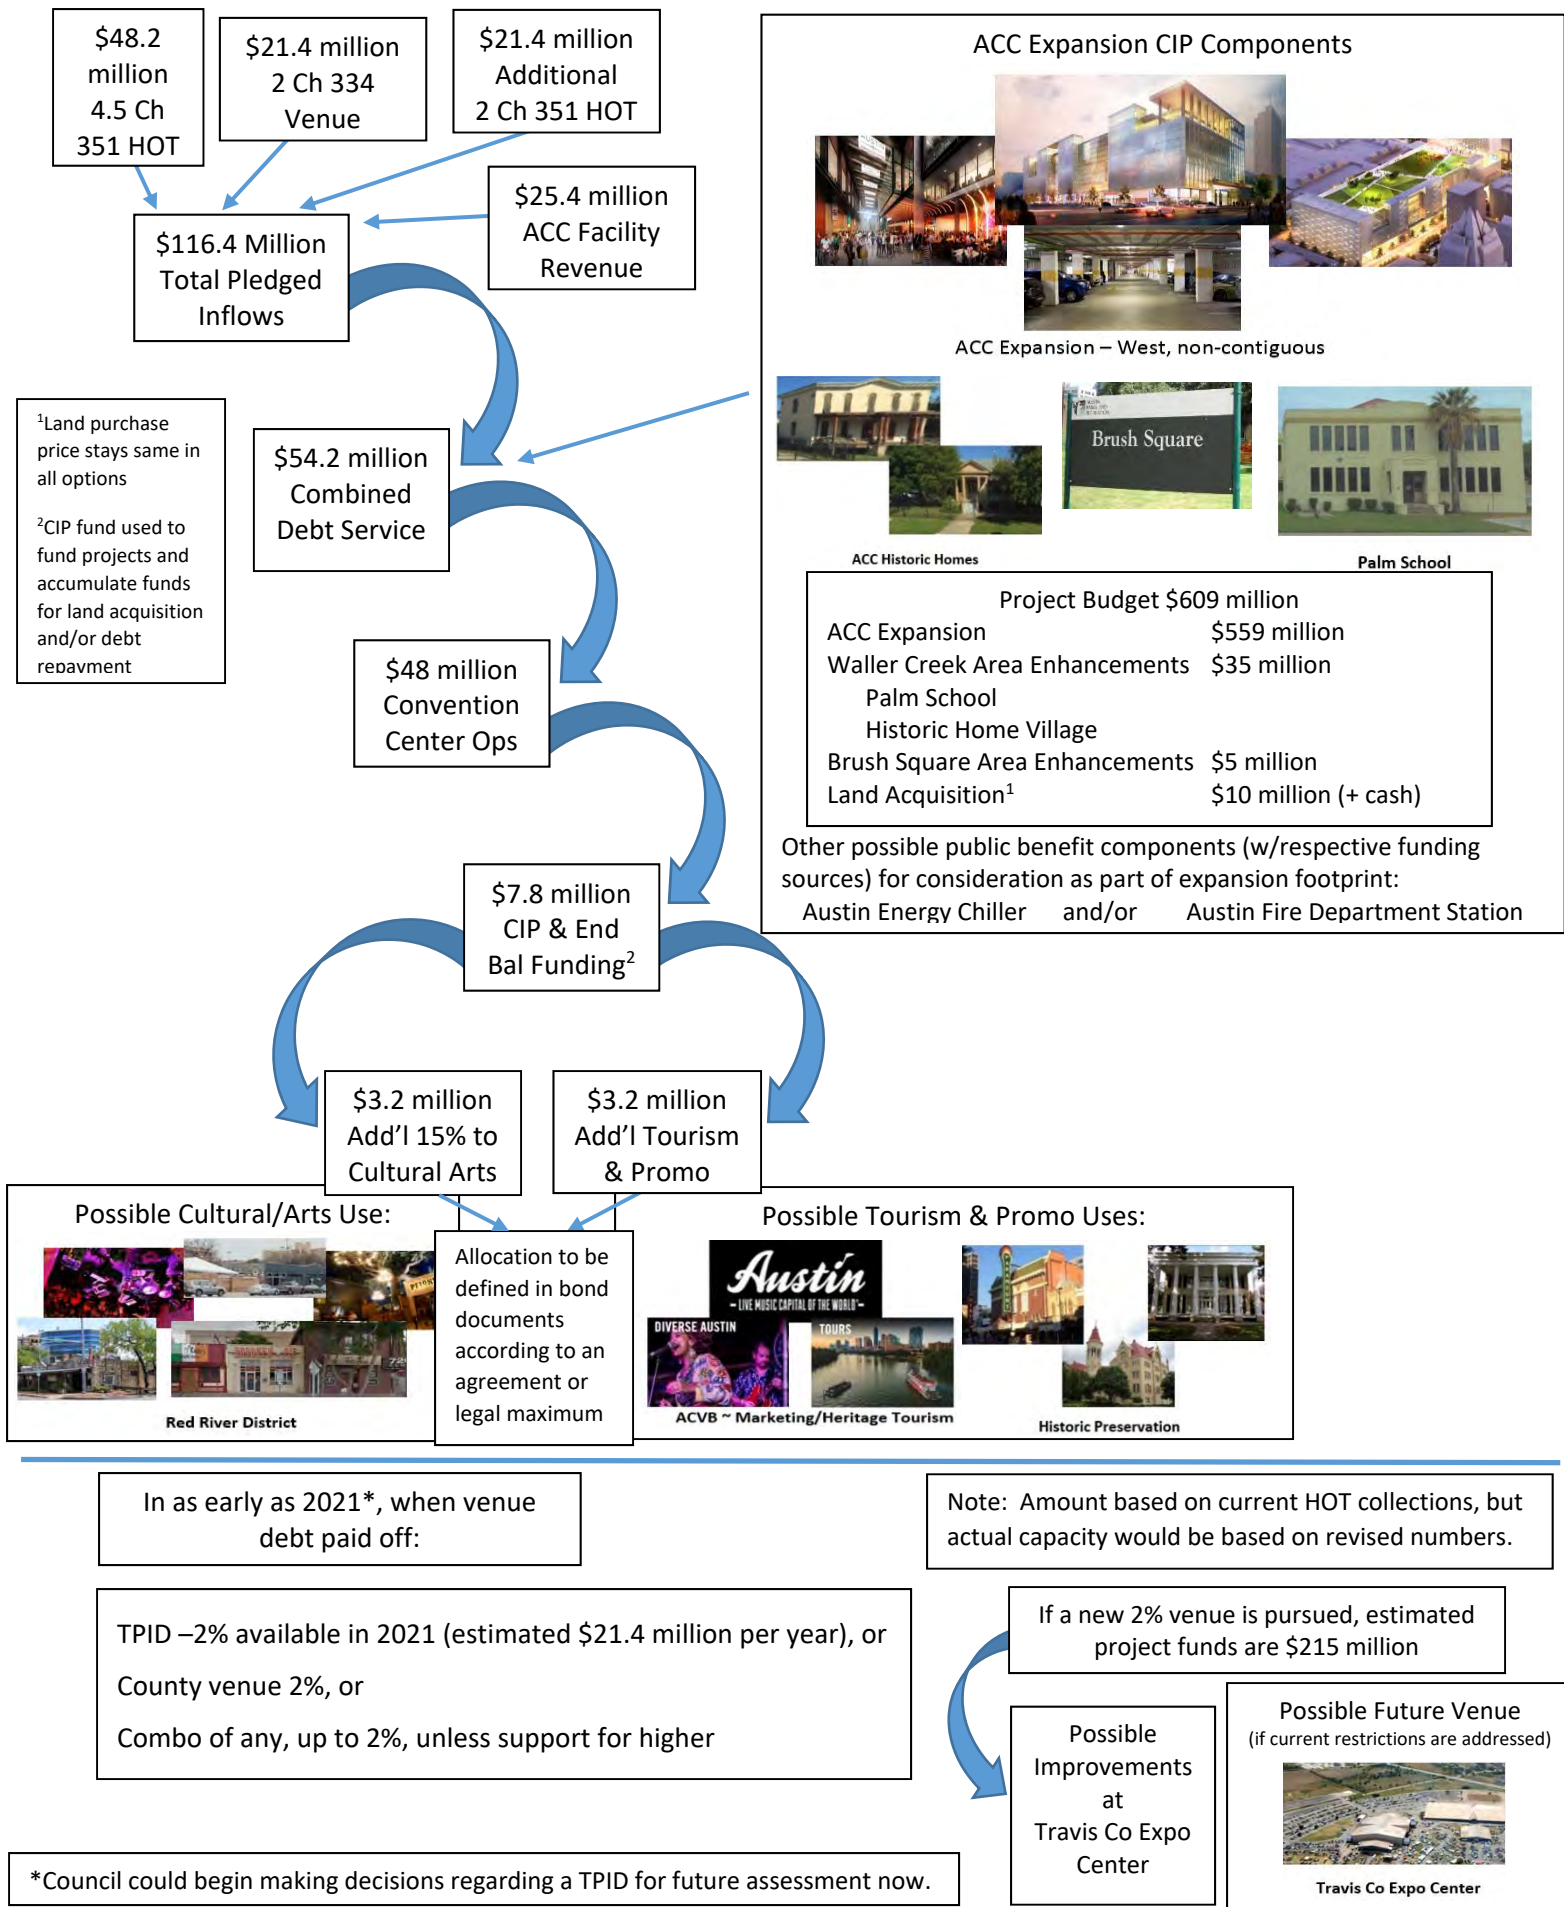 $48.2
million
4.5 Ch
351 HOT
$21.4 million
2 Ch 334
Venue
$21.4 million
Additional
2 Ch 351 HOT
$25.4 million
ACC Facility
Revenue
$116.4 Million
Total Pledged
Inflows
ACC Expansion CIP Components
ACC Expansion – West, non-contiguous
Brush Square
ACC Historic Homes
Palm School
Project Budget $609 million
ACC Expansion $559 million
Waller Creek Area Enhancements $35 million
Palm School
Historic Home Village
Brush Square Area Enhancements $5 million
Land Acquisition¹ $10 million (+ cash)
Other possible public benefit components (w/respective funding
sources) for consideration as part of expansion footprint:
Austin Energy Chiller and/or Austin Fire Department Station
¹Land purchase
price stays same in
all options
²CIP fund used to
fund projects and
accumulate funds
for land acquisition
and/or debt
repayment
$54.2 million
Combined
Debt Service
$48 million
Convention
Center Ops
$7.8 million
CIP & End
Bal Funding²
$3.2 million
Add’l 15% to
Cultural Arts
$3.2 million
Add’l Tourism
& Promo
Possible Cultural/Arts Use:
Red River District
Allocation to be
defined in bond
documents
according to an
agreement or
legal maximum
Possible Tourism & Promo Uses:
Austin
– LIVE MUSIC CAPITAL OF THE WORLD® –
DIVERSE AUSTIN
TOURS
ACVB ~ Marketing/Heritage Tourism
Historic Preservation
In as early as 2021*, when venue
debt paid off:
Note: Amount based on current HOT collections, but
actual capacity would be based on revised numbers.
TPID –2% available in 2021 (estimated $21.4 million per year), or
County venue 2%, or
Combo of any, up to 2%, unless support for higher
If a new 2% venue is pursued, estimated
project funds are $215 million
Possible
Improvements
at
Travis Co Expo
Center
Possible Future Venue
(if current restrictions are addressed)
Travis Co Expo Center
*Council could begin making decisions regarding a TPID for future assessment now.